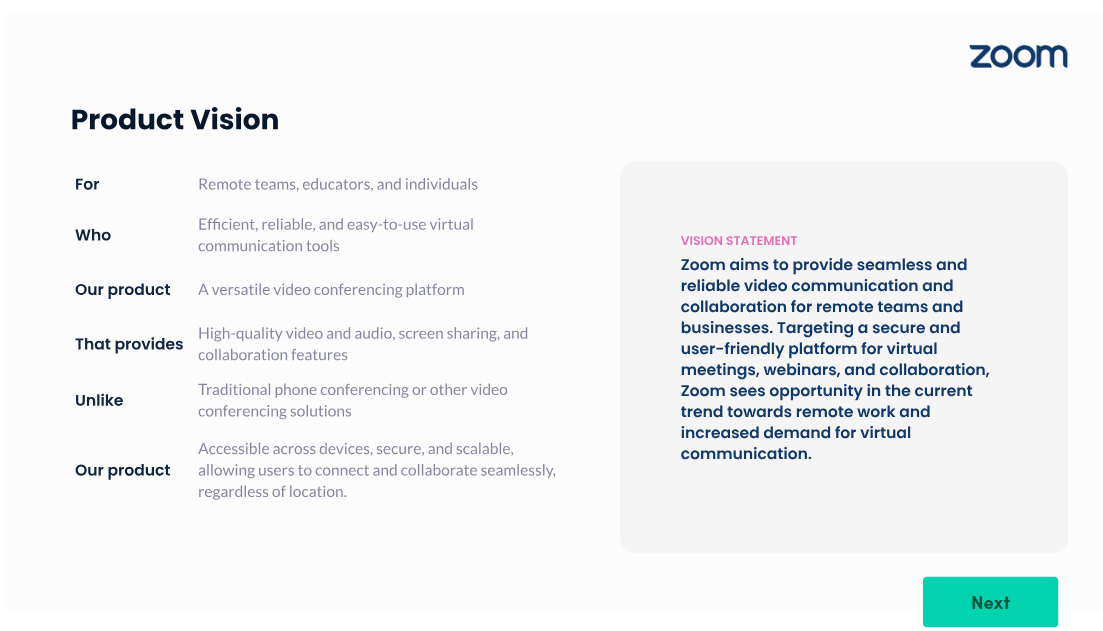 zoom
Product Vision
For
Remote teams, educators, and individuals
Who
Efficient, reliable, and easy-to-use virtual
communication tools
Our product
A versatile video conferencing platform
That provides
High-quality video and audio, screen sharing, and
collaboration features
Unlike
Traditional phone conferencing or other video
conferencing solutions
Our product
Accessible across devices, secure, and scalable,
allowing users to connect and collaborate seamlessly,
regardless of location.
VISION STATEMENT
Zoom aims to provide seamless and
reliable video communication and
collaboration for remote teams and
businesses. Targeting a secure and
user-friendly platform for virtual
meetings, webinars, and collaboration,
Zoom sees opportunity in the current
trend towards remote work and
increased demand for virtual
communication.
Next